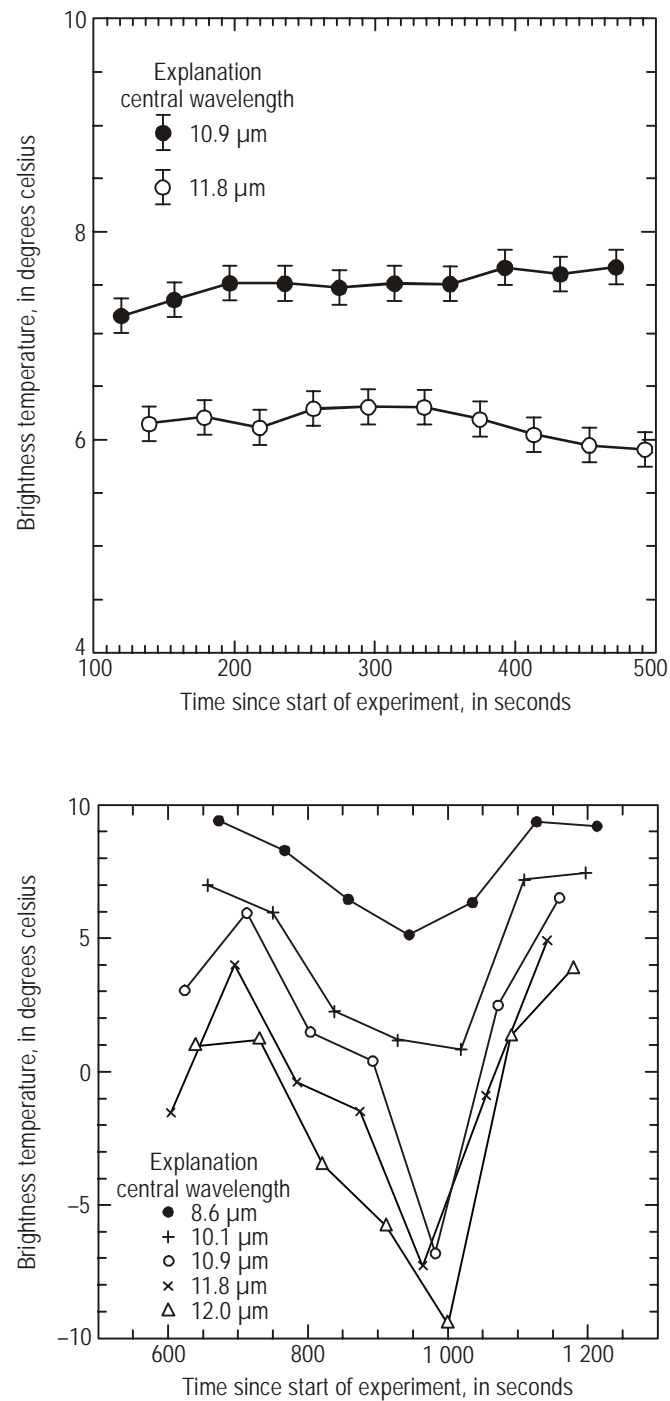 10
Explanation
central wavelength
10.9 µm
11.8 µm
8
6
4
Brightness temperature, in degrees celsius
100 200 300 400 500
Time since start of experiment, in seconds
10
5
0
−5
−10
Brightness temperature, in degrees celsius
Explanation
central wavelength
8.6 µm
10.1 µm
10.9 µm
11.8 µm
12.0 µm
600 800 1 000 1 200
Time since start of experiment, in seconds